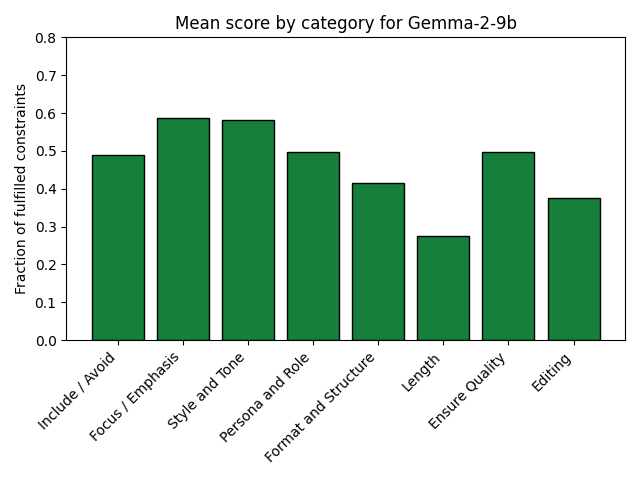 Mean score by category for Gemma-2-9b
Fraction of fulfilled constraints
0.8
0.7
0.6
0.5
0.4
0.3
0.2
0.1
0.0
Include / Avoid
Focus / Emphasis
Style and Tone
Persona and Role
Format and Structure
Length
Ensure Quality
Editing